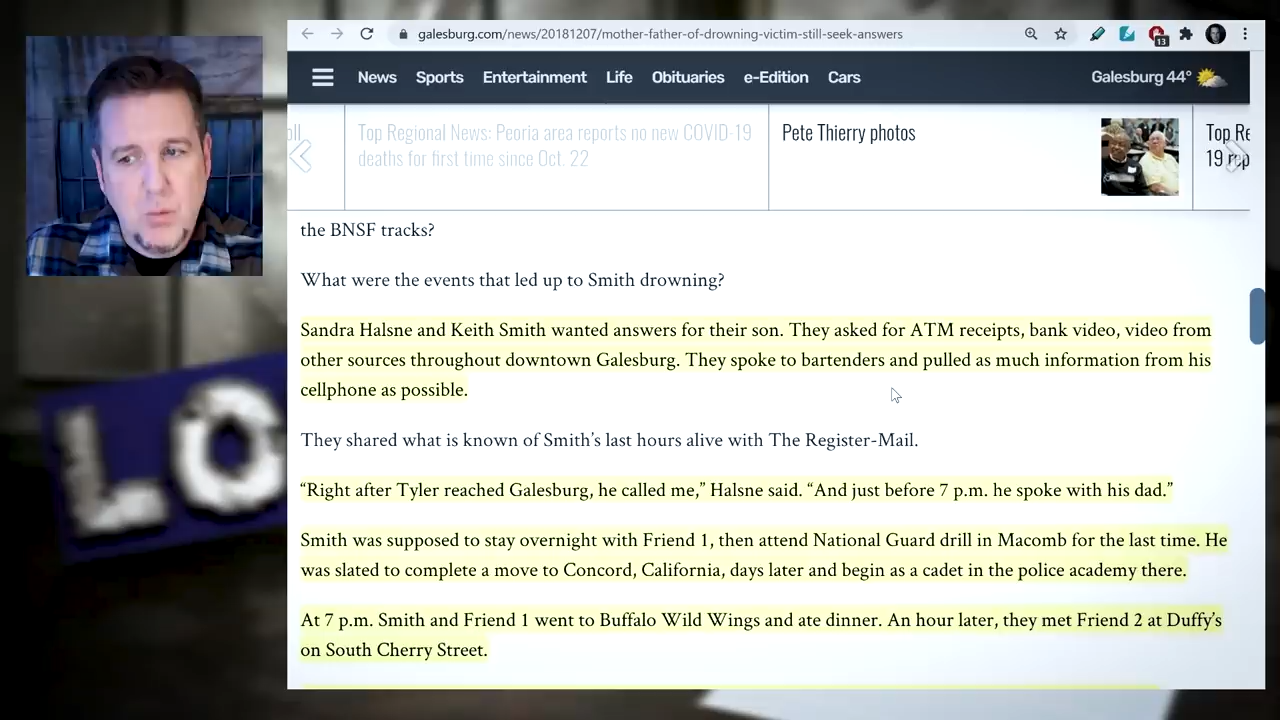 galesburg.com/news/20181207/mother-father-of-drowning-victim-still-seek-answers
13
News Sports Entertainment Life Obituaries e-Edition Cars
Galesburg 44°
oll
Top Regional News: Peoria area reports no new COVID-19
deaths for first time since Oct. 22
Pete Thierry photos
Top Re
19 rep
the BNSF tracks?
What were the events that led up to Smith drowning?
Sandra Halsne and Keith Smith wanted answers for their son. They asked for ATM receipts, bank video, video from
other sources throughout downtown Galesburg. They spoke to bartenders and pulled as much information from his
cellphone as possible.
They shared what is known of Smith’s last hours alive with The Register-Mail.
“Right after Tyler reached Galesburg, he called me,” Halsne said. “And just before 7 p.m. he spoke with his dad.”
Smith was supposed to stay overnight with Friend 1, then attend National Guard drill in Macomb for the last time. He
was slated to complete a move to Concord, California, days later and begin as a cadet in the police academy there.
At 7 p.m. Smith and Friend 1 went to Buffalo Wild Wings and ate dinner. An hour later, they met Friend 2 at Duffy’s
on South Cherry Street.
LO